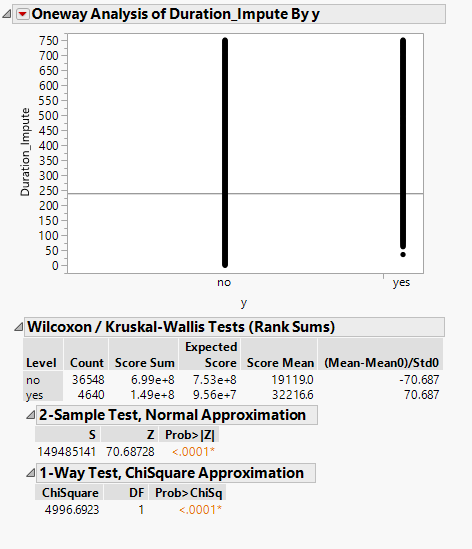 Oneway Analysis of Duration_Impute By y
750
700
650
600
550
500
450
400
350
300
250
200
150
100
50
0
Duration_Impute
no yes
y
Wilcoxon / Kruskal-Wallis Tests (Rank Sums)
Expected
Level Count Score Sum Score Score Mean (Mean-Mean0)/Std0
no 36548 6.99e+8 7.53e+8 19119.0 -70.687
yes 4640 1.49e+8 9.56e+7 32216.6 70.687
2-Sample Test, Normal Approximation
S Z Prob>|Z|
149485141 70.68728 <.0001*
1-Way Test, ChiSquare Approximation
ChiSquare DF Prob>ChiSq
4996.6923 1 <.0001*